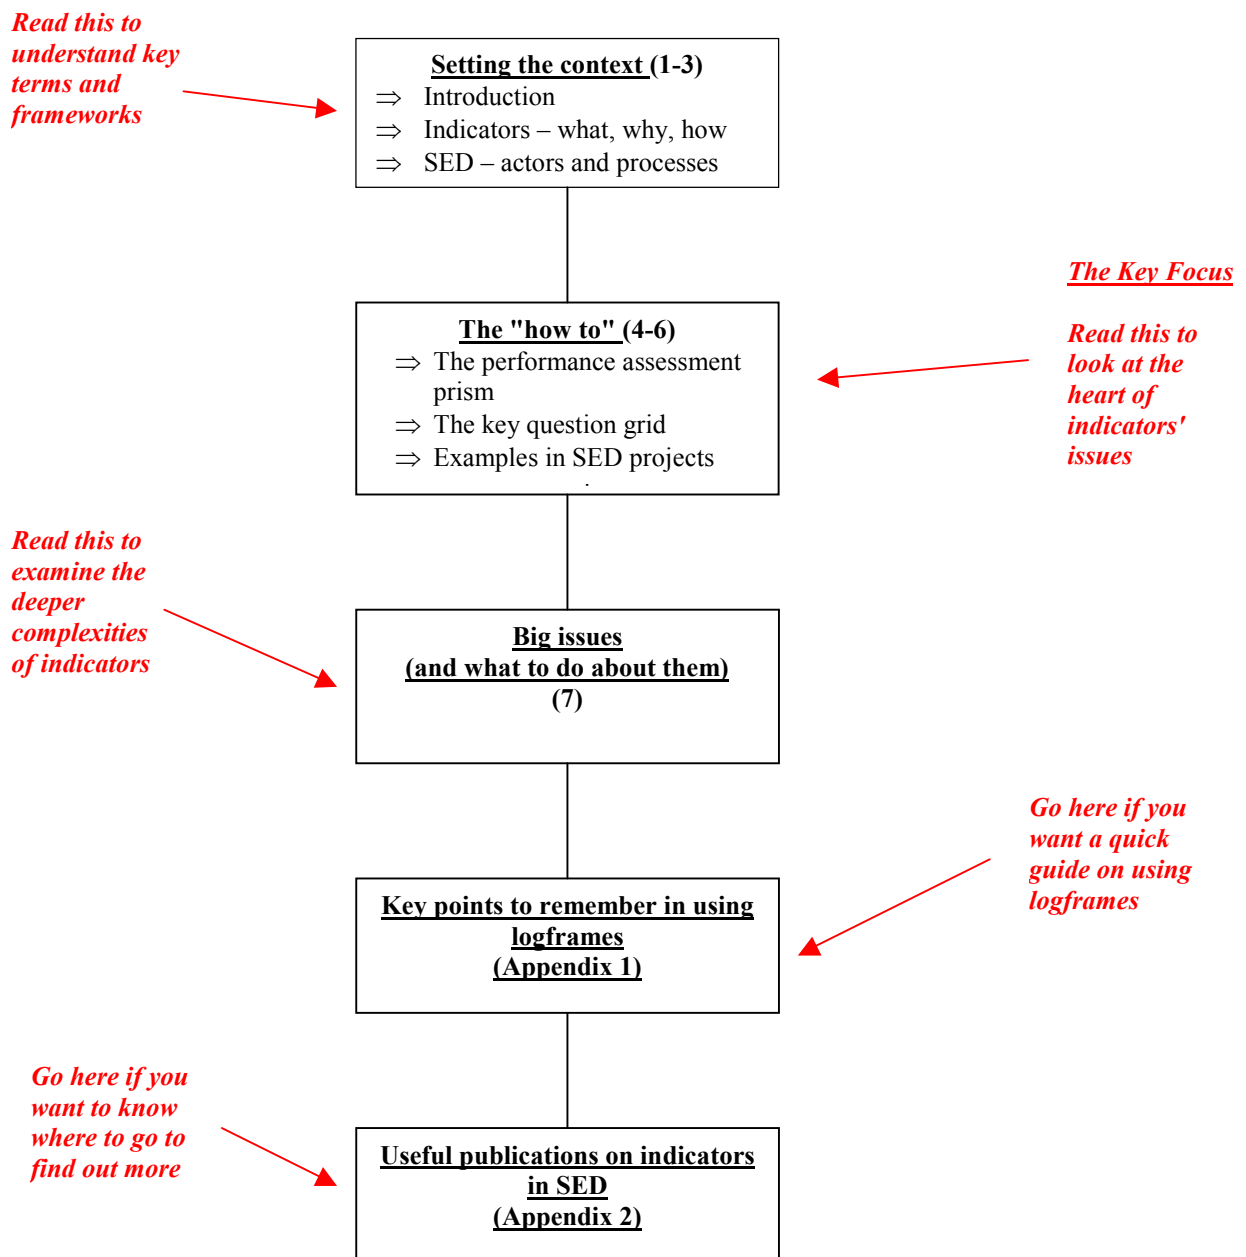 Read this to
understand key
terms and
frameworks
Setting the context (1-3)
⇒ Introduction
⇒ Indicators – what, why, how
⇒ SED – actors and processes
The Key Focus
Read this to
look at the
heart of
indicators'
issues
The "how to" (4-6)
⇒ The performance assessment
prism
⇒ The key question grid
⇒ Examples in SED projects
.
Read this to
examine the
deeper
complexities
of indicators
Big issues
(and what to do about them)
(7)
Go here if you
want a quick
guide on using
logframes
Key points to remember in using
logframes
(Appendix 1)
Go here if you
want to know
where to go to
find out more
Useful publications on indicators
in SED
(Appendix 2)